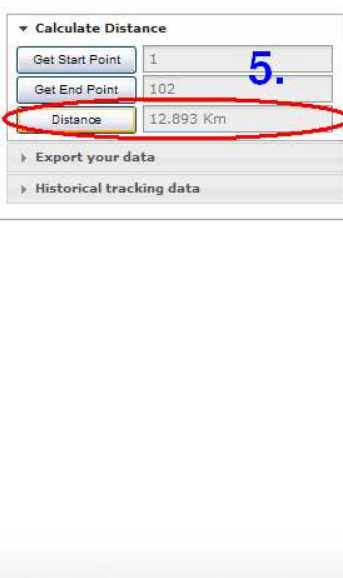 Calculate Distance
Get Start Point 1
5.
Get End Point 102
Distance 12.893 Km
Export your data
Historical tracking data